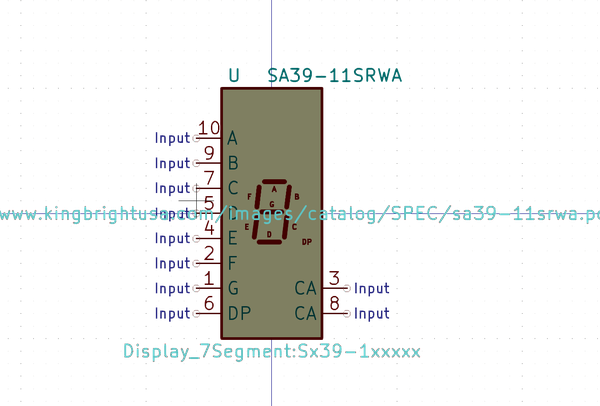 U SA39-11SRWA
Input 10 A
Input 9 B
Input 7 C
Input 5
www.kingbrightusa.com/images/catalog/SPEC/sa39-11srwa.pd
Input 4 E
Input 2 F
Input 1 G CA 3 Input
Input 6 DP CA 8 Input
A
F B
G
E C
D DP
Display_7Segment:Sx39-1xxxxx